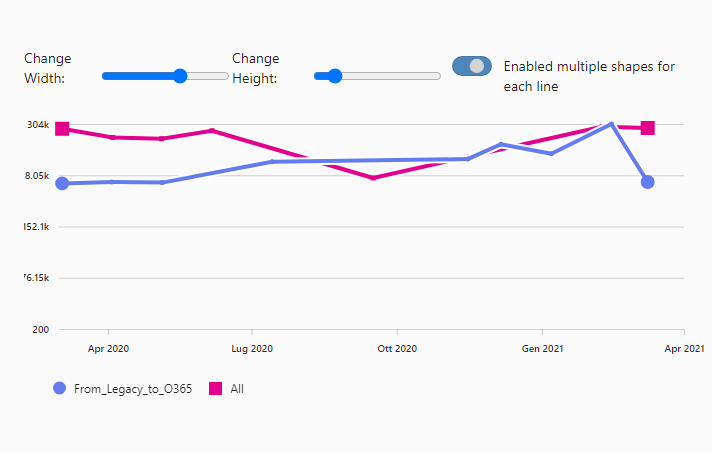 Change
Width:
Change
Height:
Enabled multiple shapes for
each line
304k
8.05k
152.1k
76.15k
200
Apr 2020
Lug 2020
Ott 2020
Gen 2021
Apr 2021
From_Legacy_to_O365
All